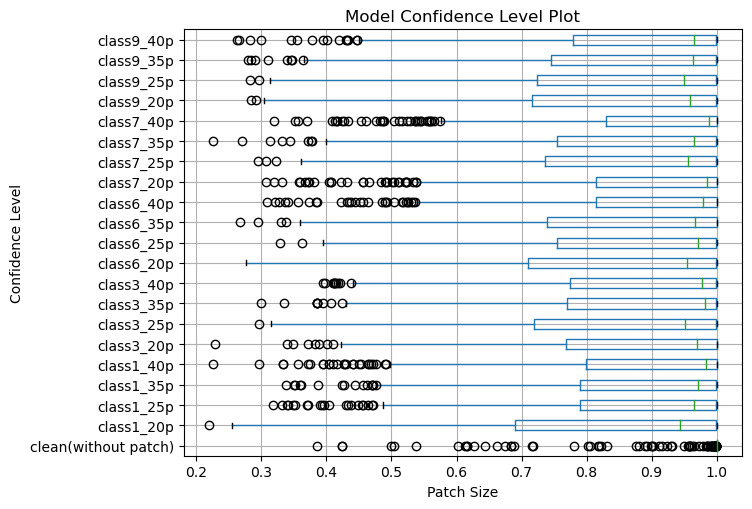 Model Confidence Level Plot
Confidence Level
class9_40p
class9_35p
class9_25p
class9_20p
class7_40p
class7_35p
class7_25p
class7_20p
class6_40p
class6_35p
class6_25p
class6_20p
class3_40p
class3_35p
class3_25p
class3_20p
class1_40p
class1_35p
class1_25p
class1_20p
clean(without patch)
0.2 0.3 0.4 0.5 0.6 0.7 0.8 0.9 1.0
Patch Size